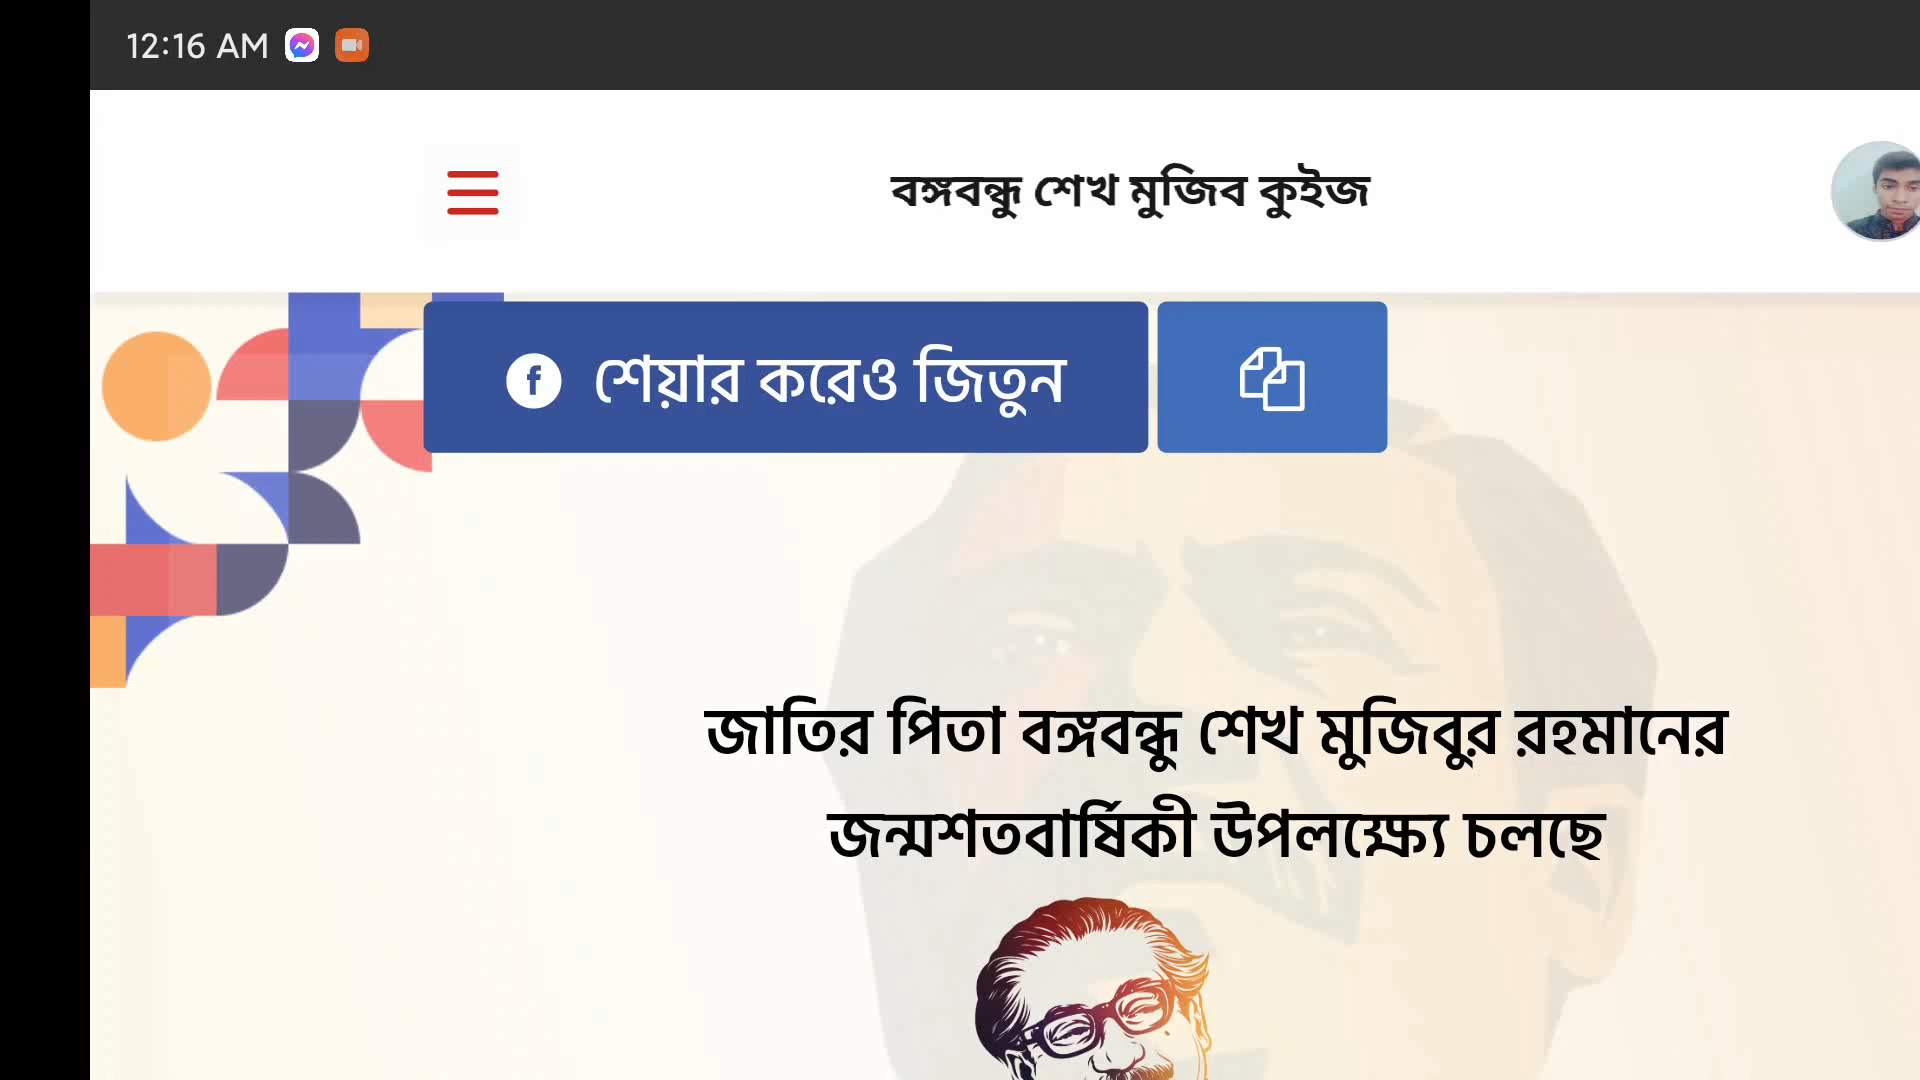 12:16 AM
বঙ্গবন্ধু শেখ মুজিব কুইজ
শেয়ার করেও জিতুন
জাতির পিতা বঙ্গবন্ধু শেখ মুজিবুর রহমানের
জন্মশতবার্ষিকী উপলক্ষ্যে চলছে